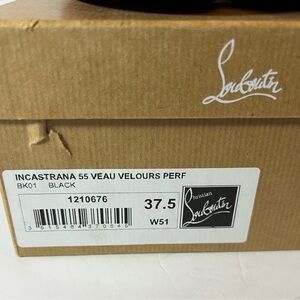 Louboutin
INCASTRANA 55 VEAU VELOURS PERF
BK01 BLACK
1210676
37.5
W51
Christian
Louboutin